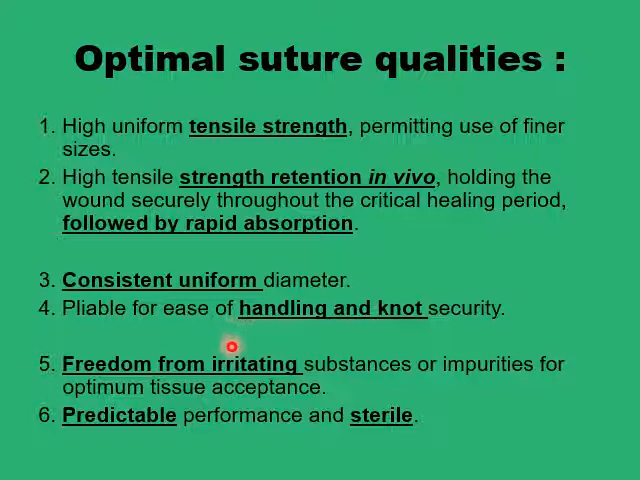 Optimal suture qualities :
1. High uniform tensile strength, permitting use of finer
sizes.
2. High tensile strength retention in vivo, holding the
wound securely throughout the critical healing period,
followed by rapid absorption.
3. Consistent uniform diameter.
4. Pliable for ease of handling and knot security.
5. Freedom from irritating substances or impurities for
optimum tissue acceptance.
6. Predictable performance and sterile.